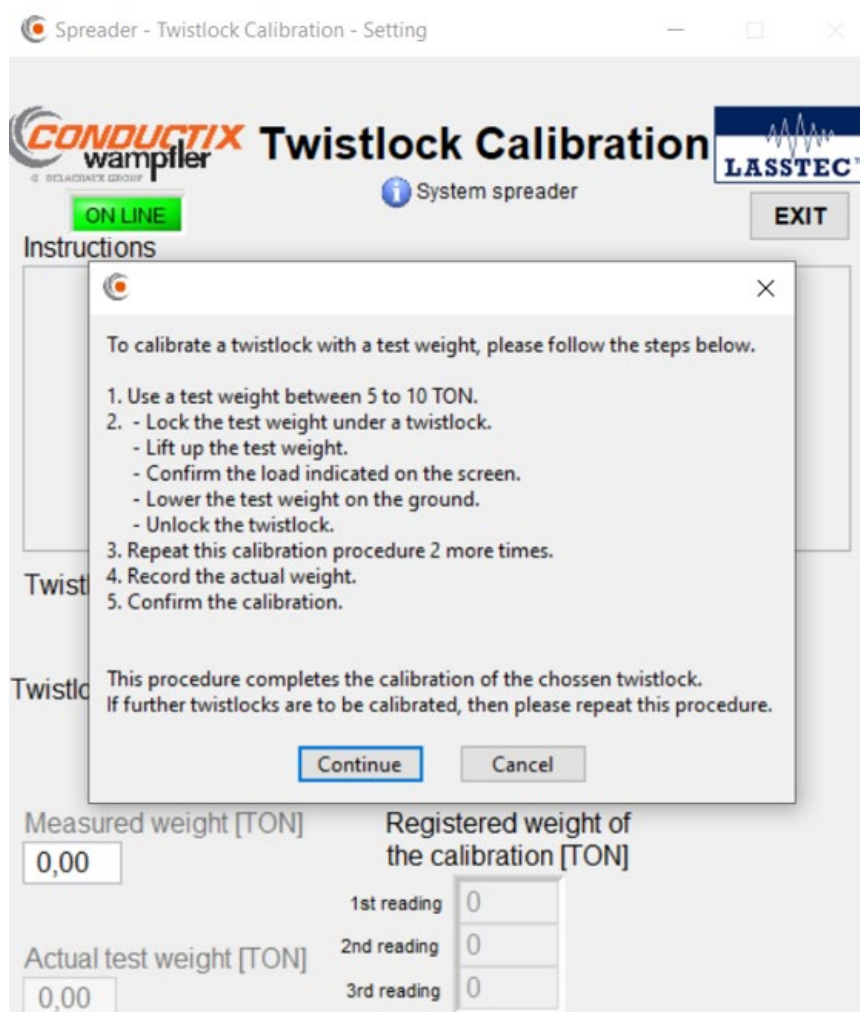 Spreader - Twistlock Calibration - Setting
CONDUCTIX
wampfler
Twistlock Calibration
LASSTEC
System spreader
ON LINE
EXIT
Instructions
To calibrate a twistlock with a test weight, please follow the steps below.
1. Use a test weight between 5 to 10 TON.
2. - Lock the test weight under a twistlock.
- Lift up the test weight.
- Confirm the load indicated on the screen.
- Lower the test weight on the ground.
- Unlock the twistlock.
3. Repeat this calibration procedure 2 more times.
4. Record the actual weight.
5. Confirm the calibration.
This procedure completes the calibration of the chossen twistlock.
If further twistlocks are to be calibrated, then please repeat this procedure.
Continue
Cancel
Measured weight [TON]
0,00
Registered weight of
the calibration [TON]
1st reading 0
2nd reading 0
3rd reading 0
Actual test weight [TON]
0,00